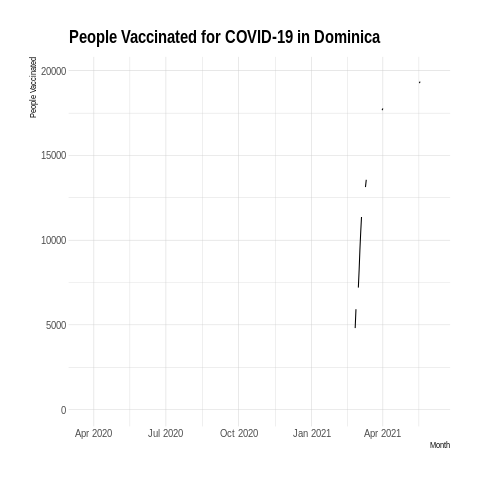 People Vaccinated for COVID-19 in Dominica
People Vaccinated
20000
15000
10000
5000
0
Apr 2020 Jul 2020 Oct 2020 Jan 2021 Apr 2021
Month